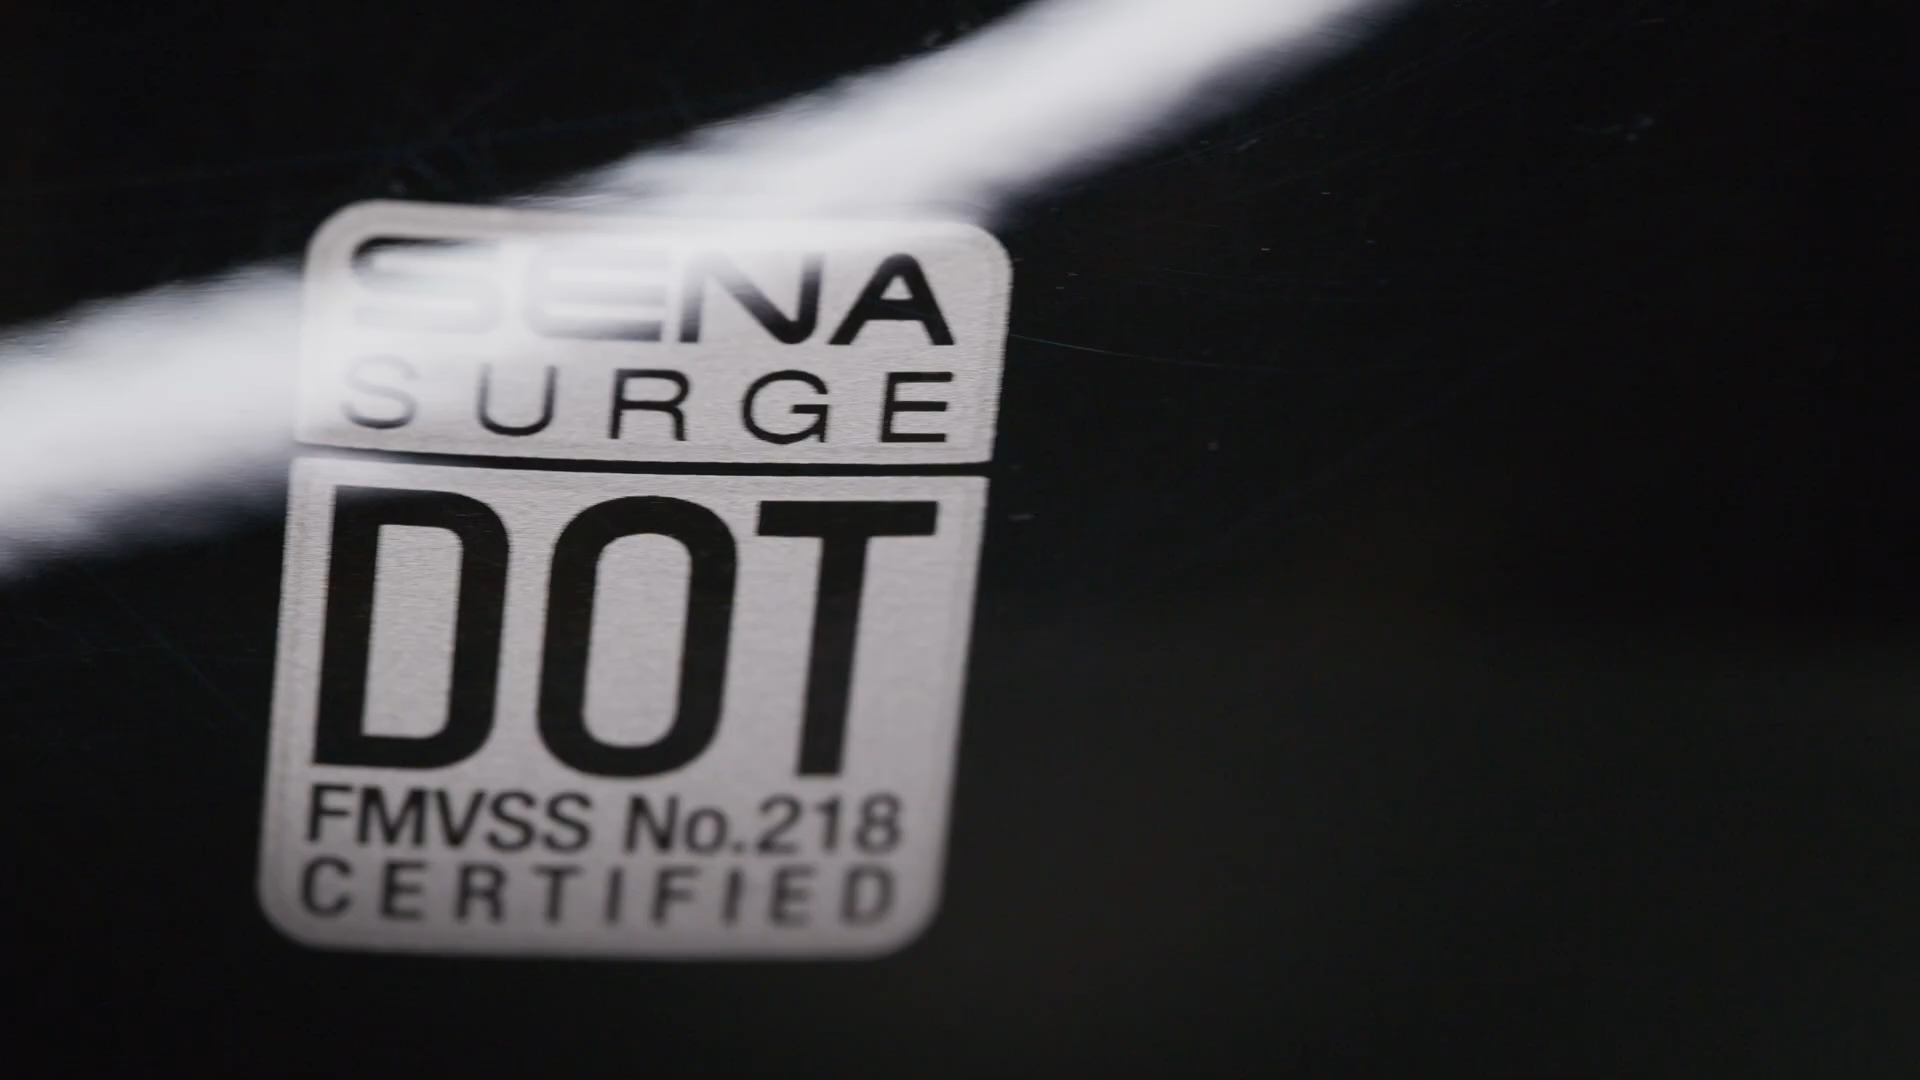 SENA
SURGE
DOT
FMVSS No.218
CERTIFIED